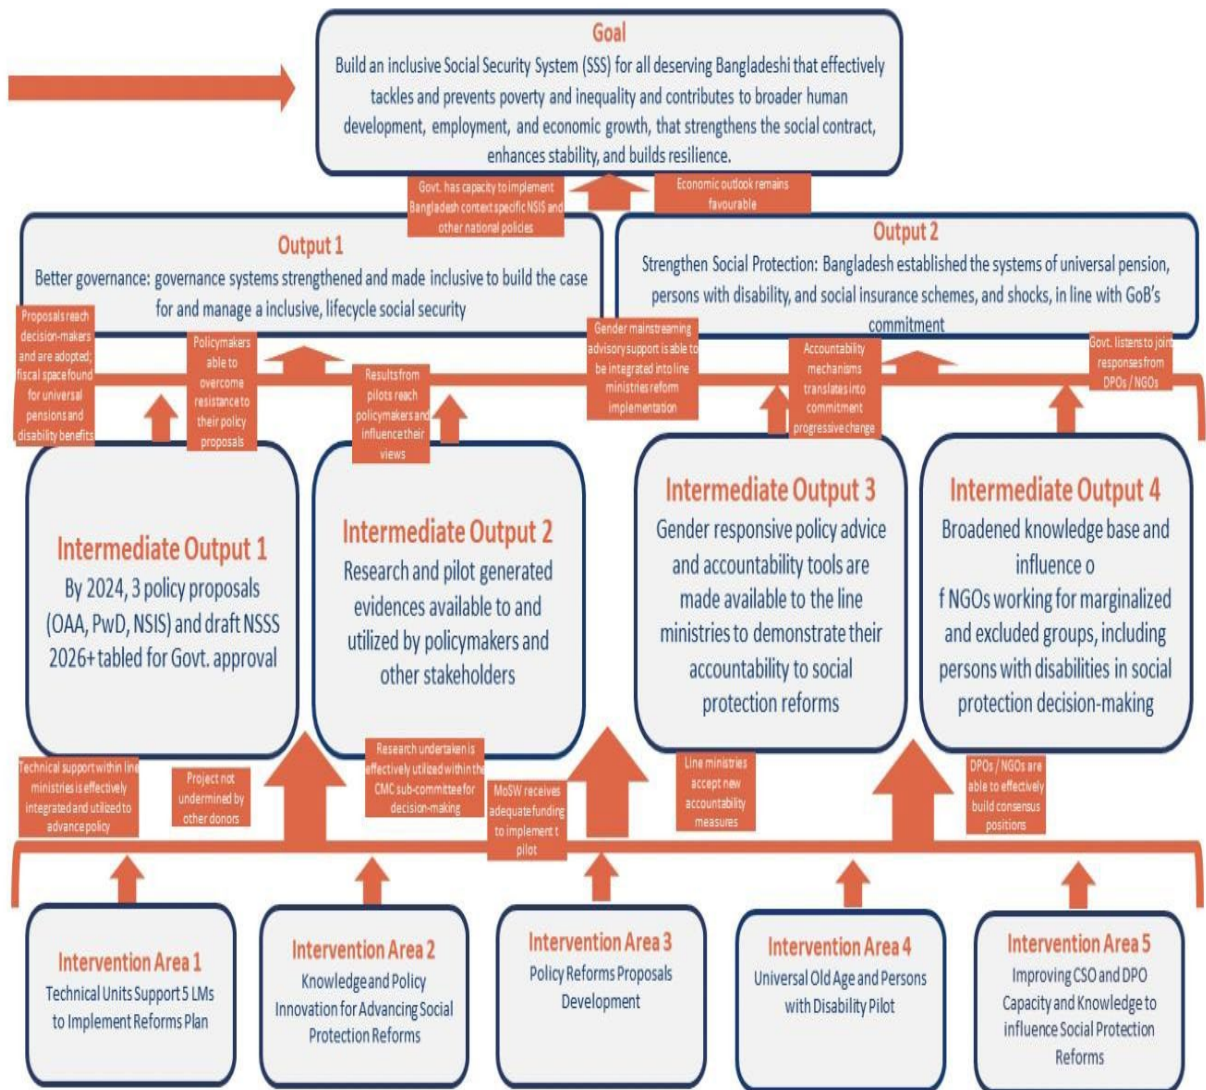 Goal
Build an inclusive Social Security System (SSS) for all deserving Bangladeshi that effectively
tackles and prevents poverty and inequality and contributes to broader human
development, employment, and economic growth, that strengthens the social contract,
enhances stability, and builds resilience.
Govt. has capacity to implement
Bangladesh context specific NSIS and
other national policies
Economic outlook remains
favourable
Output 1
Better governance: governance systems strengthened and made inclusive to build the case
for and manage a inclusive, lifecycle social security
Output 2
Strengthen Social Protection: Bangladesh established the systems of universal pension,
persons with disability, and social insurance schemes, and shocks, in line with GoB's
commitment
Proposals reach
decision-makers
and are adopted;
fiscal space found
for universal
pensions and
disability benefits
Policymakers
able to
overcome
resistance to
their policy
proposals
Results from
pilots reach
policymakers and
influence their
views
Gender mainstreaming
advisory support is able to
be integrated into line
ministries reform
implementation
Accountability
mechanisms
translates into
commitment
progressive change
Govt. listens to joint
responses from
DPOs / NGOs
Intermediate Output 1
By 2024, 3 policy proposals
(OAA, PwD, NSIS) and draft NSSS
2026+ tabled for Govt. approval
Intermediate Output 2
Research and pilot generated
evidences available to and
utilized by policymakers and
other stakeholders
Intermediate Output 3
Gender responsive policy advice
and accountability tools are
made available to the line
ministries to demonstrate their
accountability to social
protection reforms
Intermediate Output 4
Broadened knowledge base and
influence o
f NGOs working for marginalized
and excluded groups, including
persons with disabilities in social
protection decision-making
Technical support within line
ministries is effectively
integrated and utilized to
advance policy
Project not
undermined by
other donors
Research undertaken is
effectively utilized within the
CMC sub-committee for
decision-making
MoSW receives
adequate funding
to implement t
pilot
Line ministries
accept new
accountability
measures
DPOs / NGOs are
able to effectively
build consensus
positions
Intervention Area 1
Technical Units Support 5 LMs
to Implement Reforms Plan
Intervention Area 2
Knowledge and Policy
Innovation for Advancing Social
Protection Reforms
Intervention Area 3
Policy Reforms Proposals
Development
Intervention Area 4
Universal Old Age and Persons
with Disability Pilot
Intervention Area 5
Improving CSO and DPO
Capacity and Knowledge to
influence Social Protection
Reforms